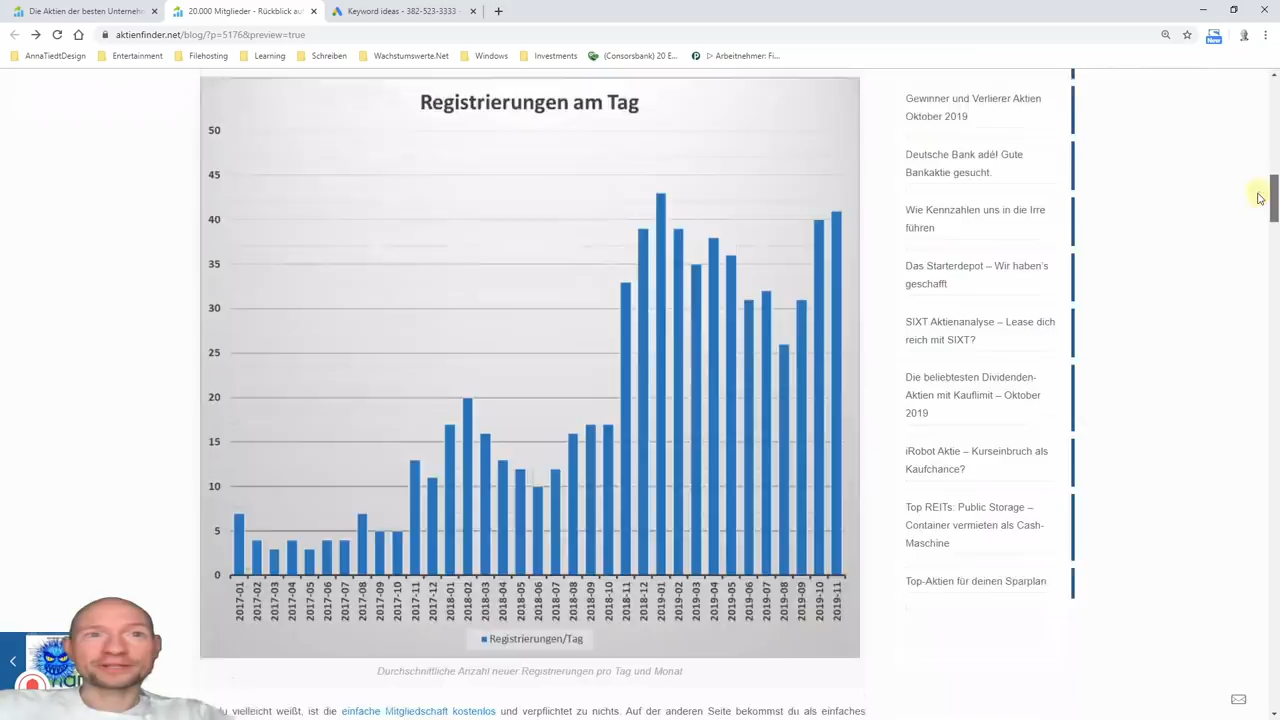 Die Aktien der besten Unternehm
20.000 Mitglieder - Rückblick auf
Keyword ideas - 382-523-3333 -
aktienfinder.net/blog/?p=5176&preview=true
AnnaTiedtDesign
Entertainment
Filehosting
Learning
Schreiben
Wachstumswerte.Net
Windows
Investments
(Consorsbank) 20 E...
▷ Arbeitnehmer: Fi...
New
Registrierungen am Tag
50
45
40
35
30
25
20
15
10
5
0
2017-01
2017-02
2017-03
2017-04
2017-05
2017-06
2017-07
2017-08
2017-09
2017-10
2017-11
2017-12
2018-01
2018-02
2018-03
2018-04
2018-05
2018-06
2018-07
2018-08
2018-09
2018-10
2018-11
2018-12
2019-01
2019-02
2019-03
2019-04
2019-05
2019-06
2019-07
2019-08
2019-09
2019-10
2019-11
Registrierungen/Tag
Durchschnittliche Anzahl neuer Registrierungen pro Tag und Monat
vielleicht weißt, ist die einfache Mitgliedschaft kostenlos und verpflichtet zu nichts. Auf der anderen Seite bekommst du als einfaches
Gewinner und Verlierer Aktien
Oktober 2019
Deutsche Bank adé! Gute
Bankaktie gesucht.
Wie Kennzahlen uns in die Irre
führen
Das Starterdepot – Wir haben's
geschafft
SIXT Aktienanalyse – Lease dich
reich mit SIXT?
Die beliebtesten Dividenden-
Aktien mit Kauflimit – Oktober
2019
iRobot Aktie – Kurseinbruch als
Kaufchance?
Top REITs: Public Storage –
Container vermieten als Cash-
Maschine
Top-Aktien für deinen Sparplan